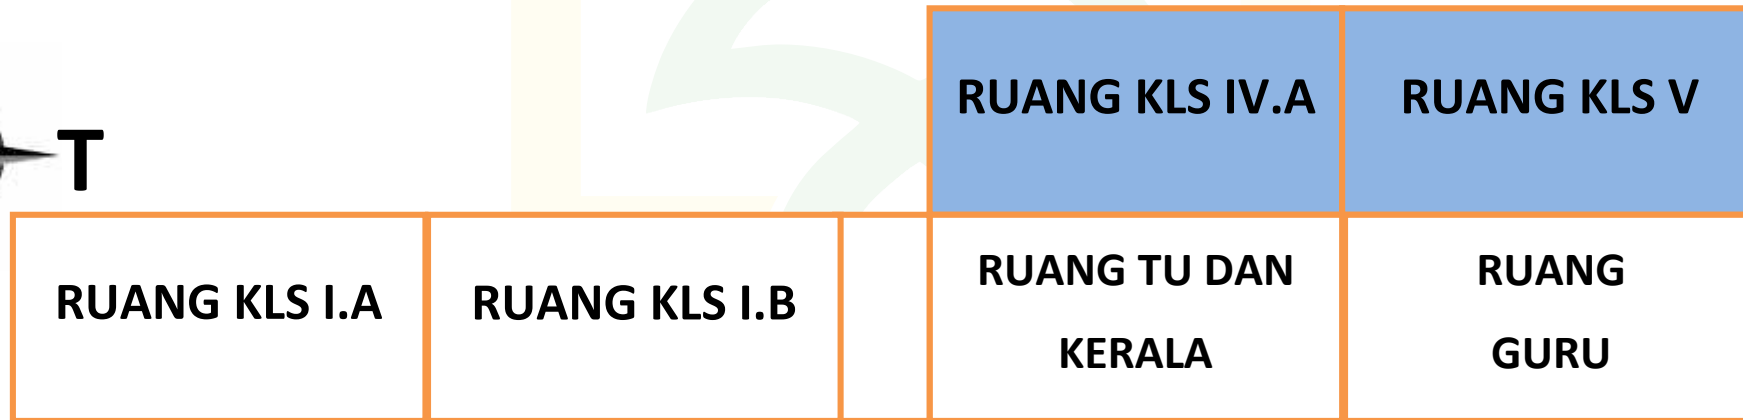 RUANG KLS IV.A
RUANG KLS V
T
RUANG KLS I.A
RUANG KLS I.B
RUANG TU DAN
KERALA
RUANG
GURU